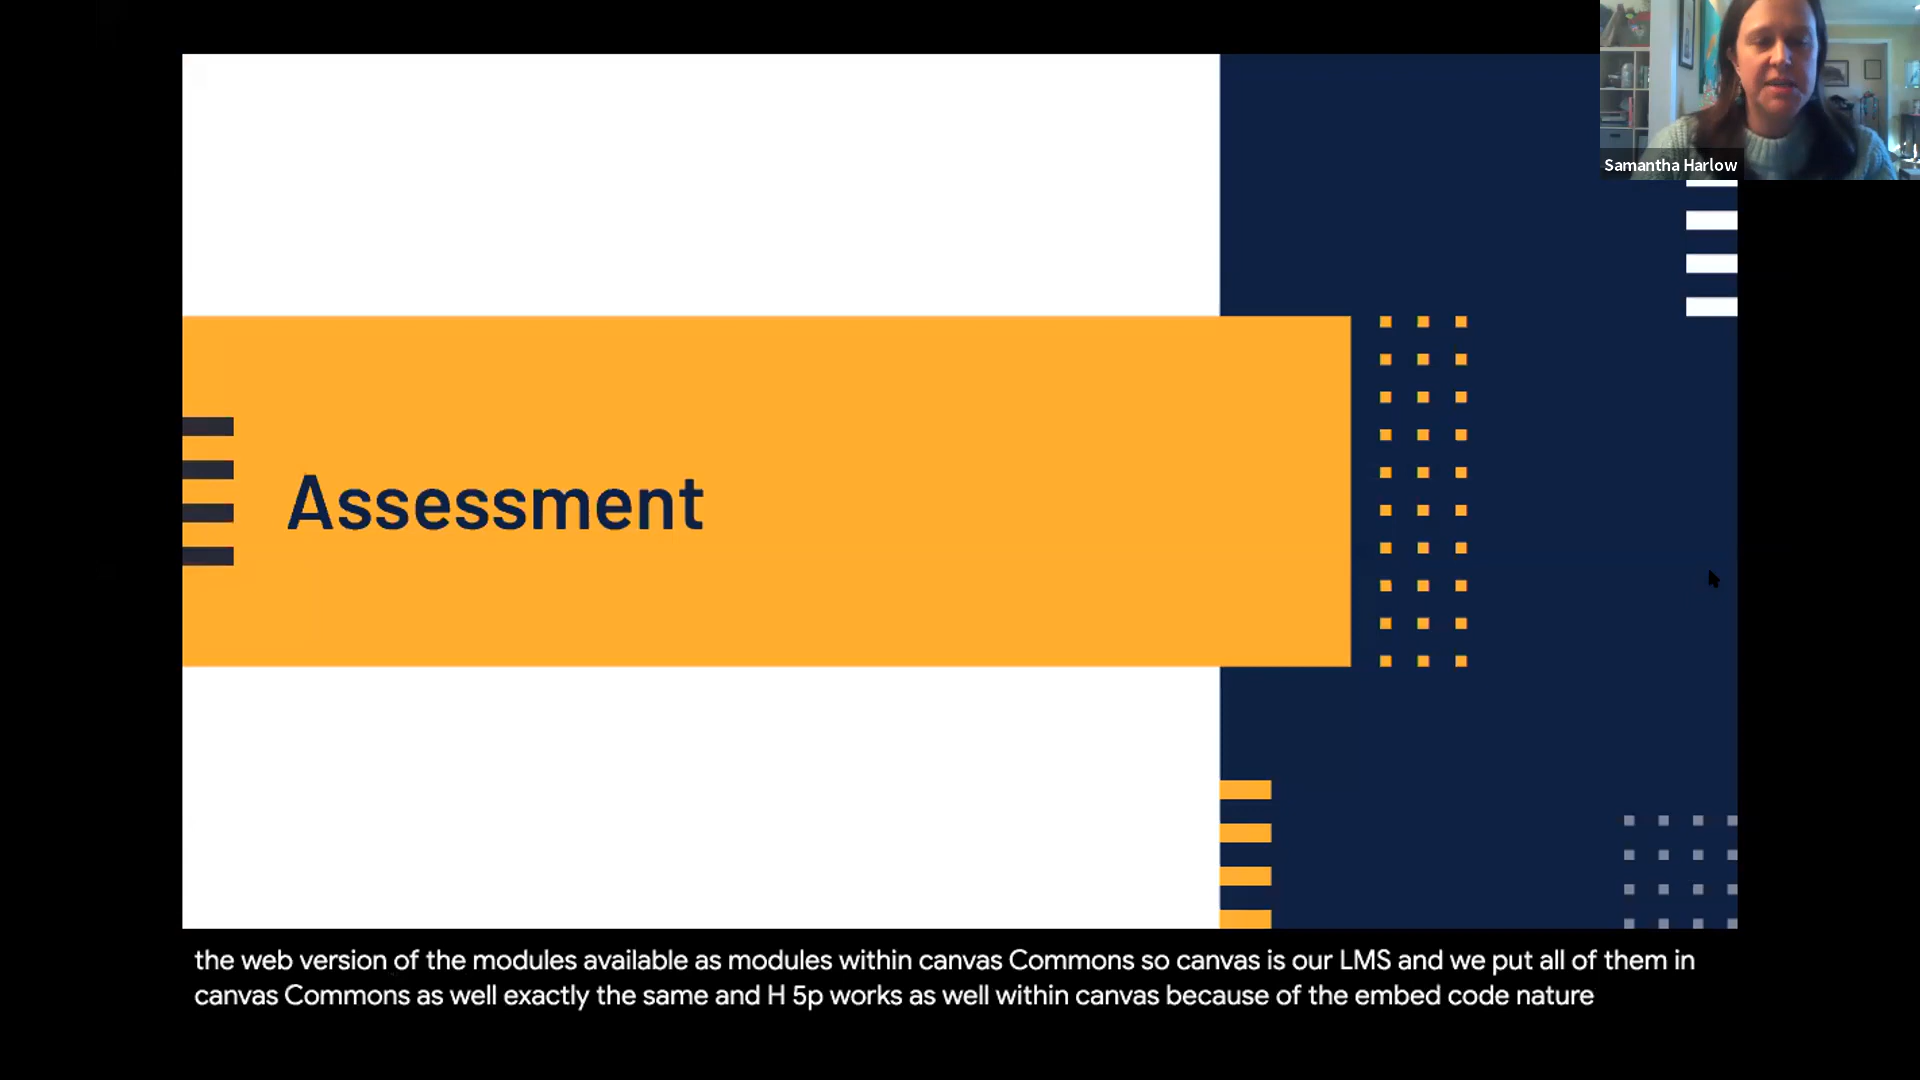 Samantha Harlow
Assessment
the web version of the modules available as modules within canvas Commons so canvas is our LMS and we put all of them in
canvas Commons as well exactly the same and H 5p works as well within canvas because of the embed code nature